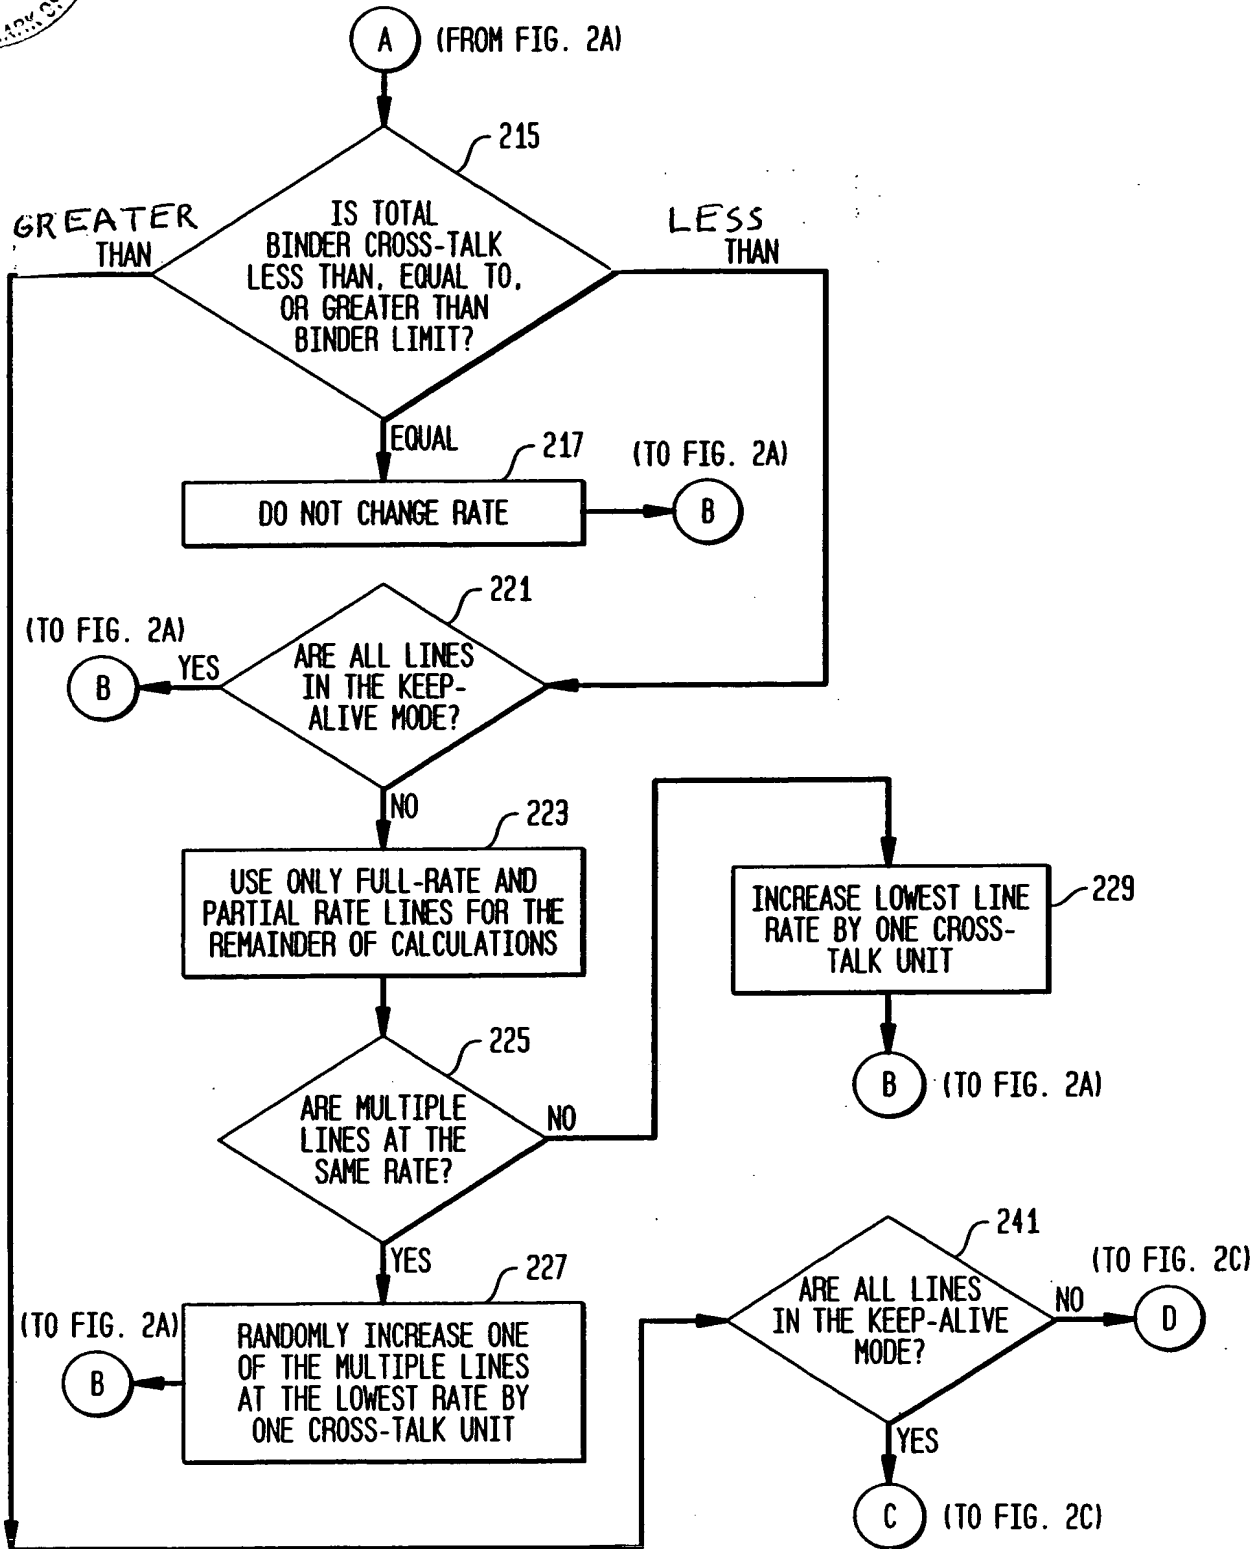 A (FROM FIG. 2A)
215
GREATER
THAN
IS TOTAL
BINDER CROSS-TALK
LESS THAN, EQUAL TO,
OR GREATER THAN
BINDER LIMIT?
LESS
THAN
EQUAL
217
(TO FIG. 2A)
DO NOT CHANGE RATE
B
221
(TO FIG. 2A)
B
YES
ARE ALL LINES
IN THE KEEP-
ALIVE MODE?
NO
223
USE ONLY FULL-RATE AND
PARTIAL RATE LINES FOR THE
REMAINDER OF CALCULATIONS
229
INCREASE LOWEST LINE
RATE BY ONE CROSS-
TALK UNIT
B (TO FIG. 2A)
225
ARE MULTIPLE
LINES AT THE
SAME RATE?
NO
YES
227
(TO FIG. 2A)
B
RANDOMLY INCREASE ONE
OF THE MULTIPLE LINES
AT THE LOWEST RATE BY
ONE CROSS-TALK UNIT
241
ARE ALL LINES
IN THE KEEP-ALIVE
MODE?
NO
(TO FIG. 2C)
D
YES
C (TO FIG. 2C)